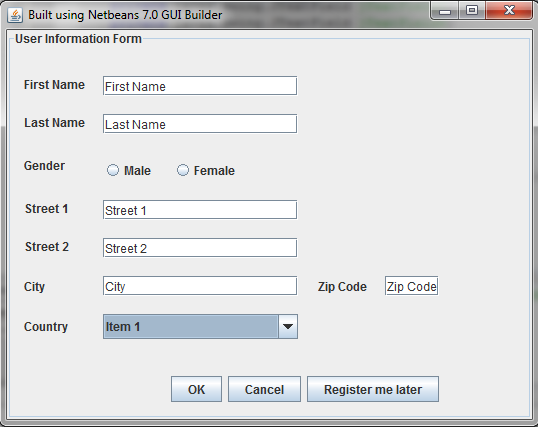 Built using Netbeans 7.0 GUI Builder
User Information Form
First Name First Name
Last Name Last Name
Gender Male Female
Street 1 Street 1
Street 2 Street 2
City City Zip Code Zip Code
Country Item 1
OK Cancel Register me later